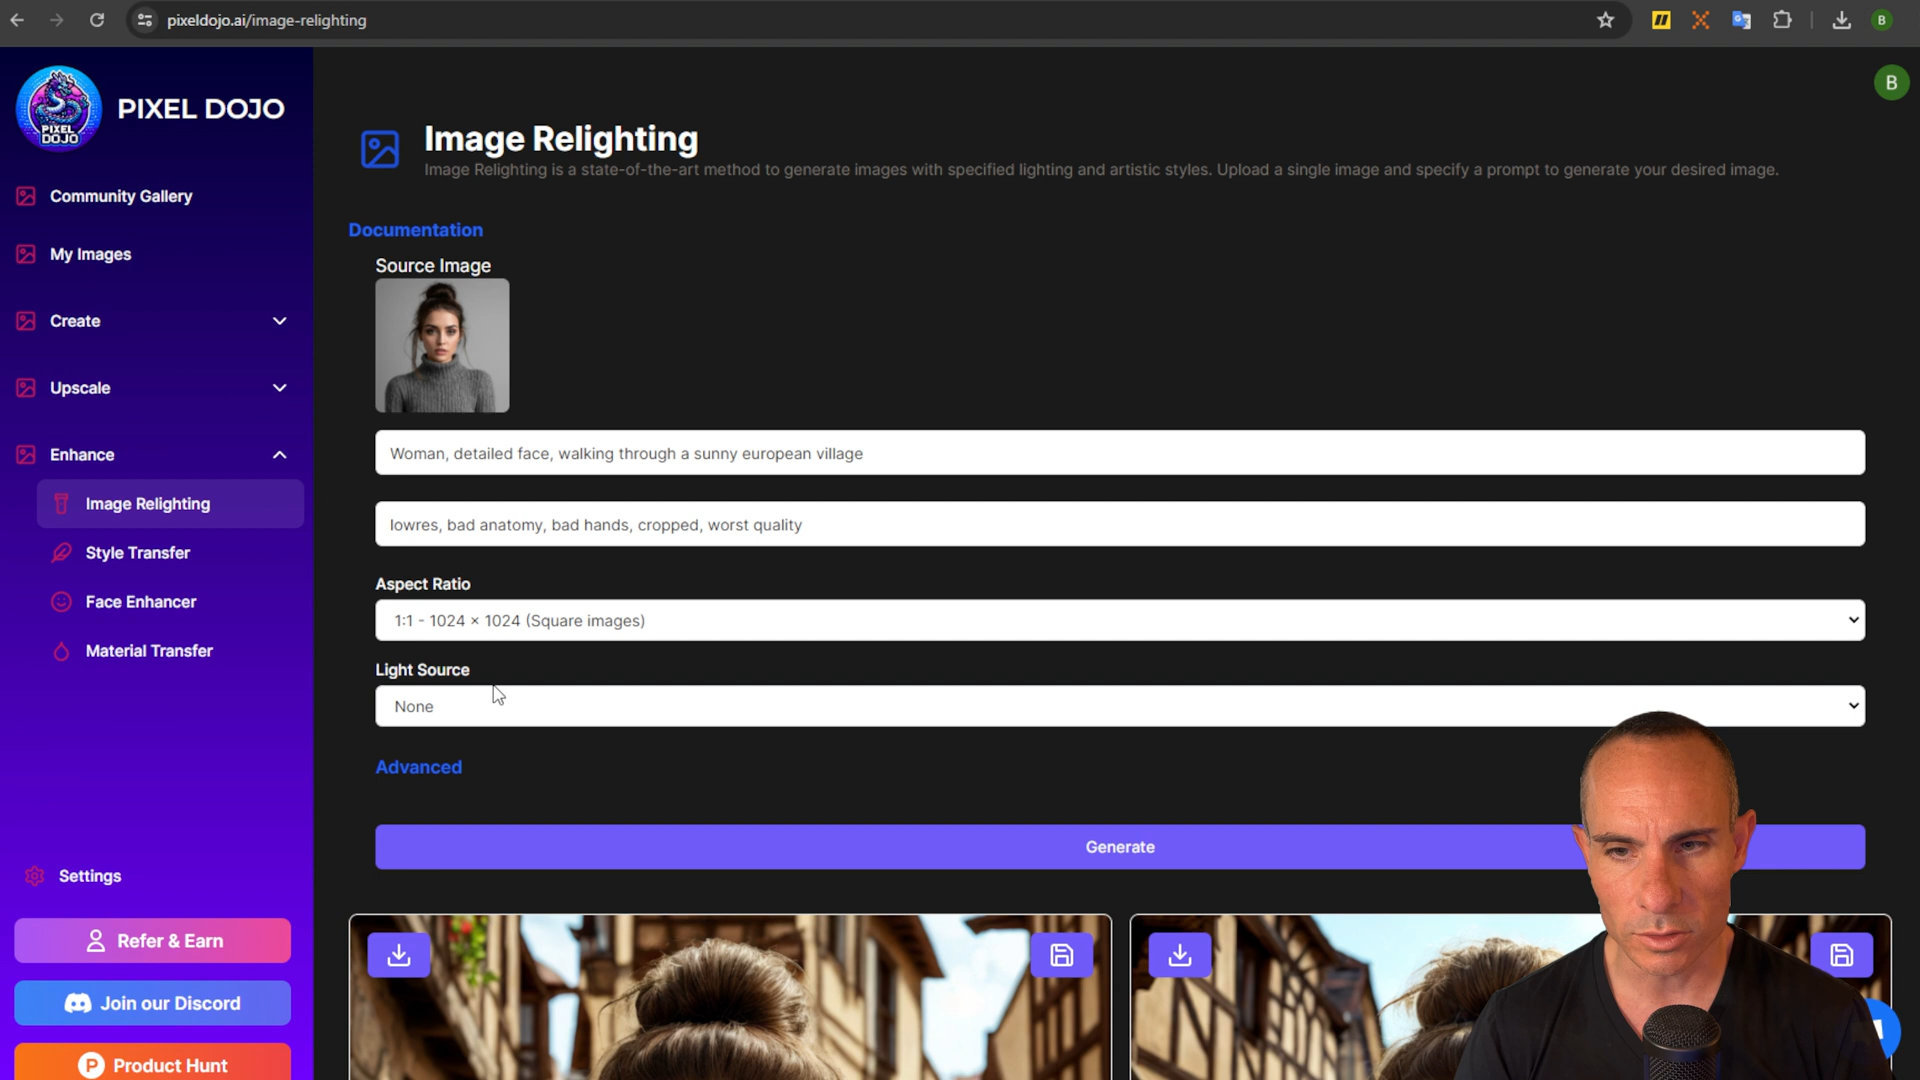 pixeldojo.ai/image-relighting
B
PIXEL DOJO
PIXEL
DOJO
B
Image Relighting
Image Relighting is a state-of-the-art method to generate images with specified lighting and artistic styles. Upload a single image and specify a prompt to generate your desired image.
Community Gallery
My Images
Create
Upscale
Enhance
Image Relighting
Style Transfer
Face Enhancer
Material Transfer
Settings
Refer & Earn
Join our Discord
P Product Hunt
Documentation
Source Image
Woman, detailed face, walking through a sunny european village
lowres, bad anatomy, bad hands, cropped, worst quality
Aspect Ratio
1:1 - 1024 × 1024 (Square images)
Light Source
None
Advanced
Generate